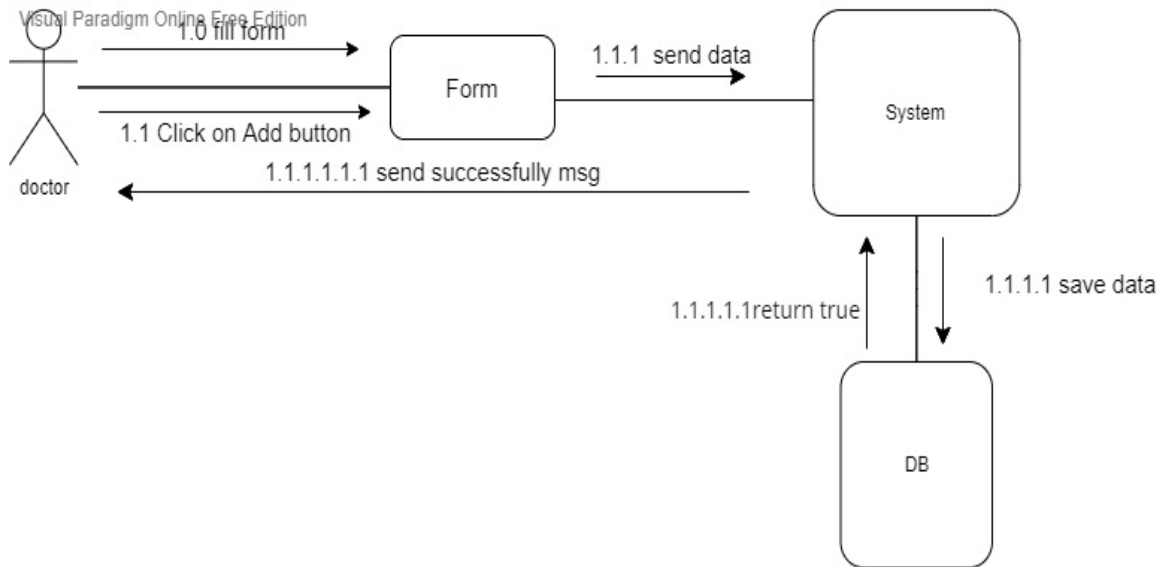 Visual Paradigm Online Free Edition
1.0 fill form
Form
1.1.1 send data
System
1.1 Click on Add button
1.1.1.1.1.1 send successfully msg
doctor
1.1.1.1 save data
1.1.1.1.1return true
DB